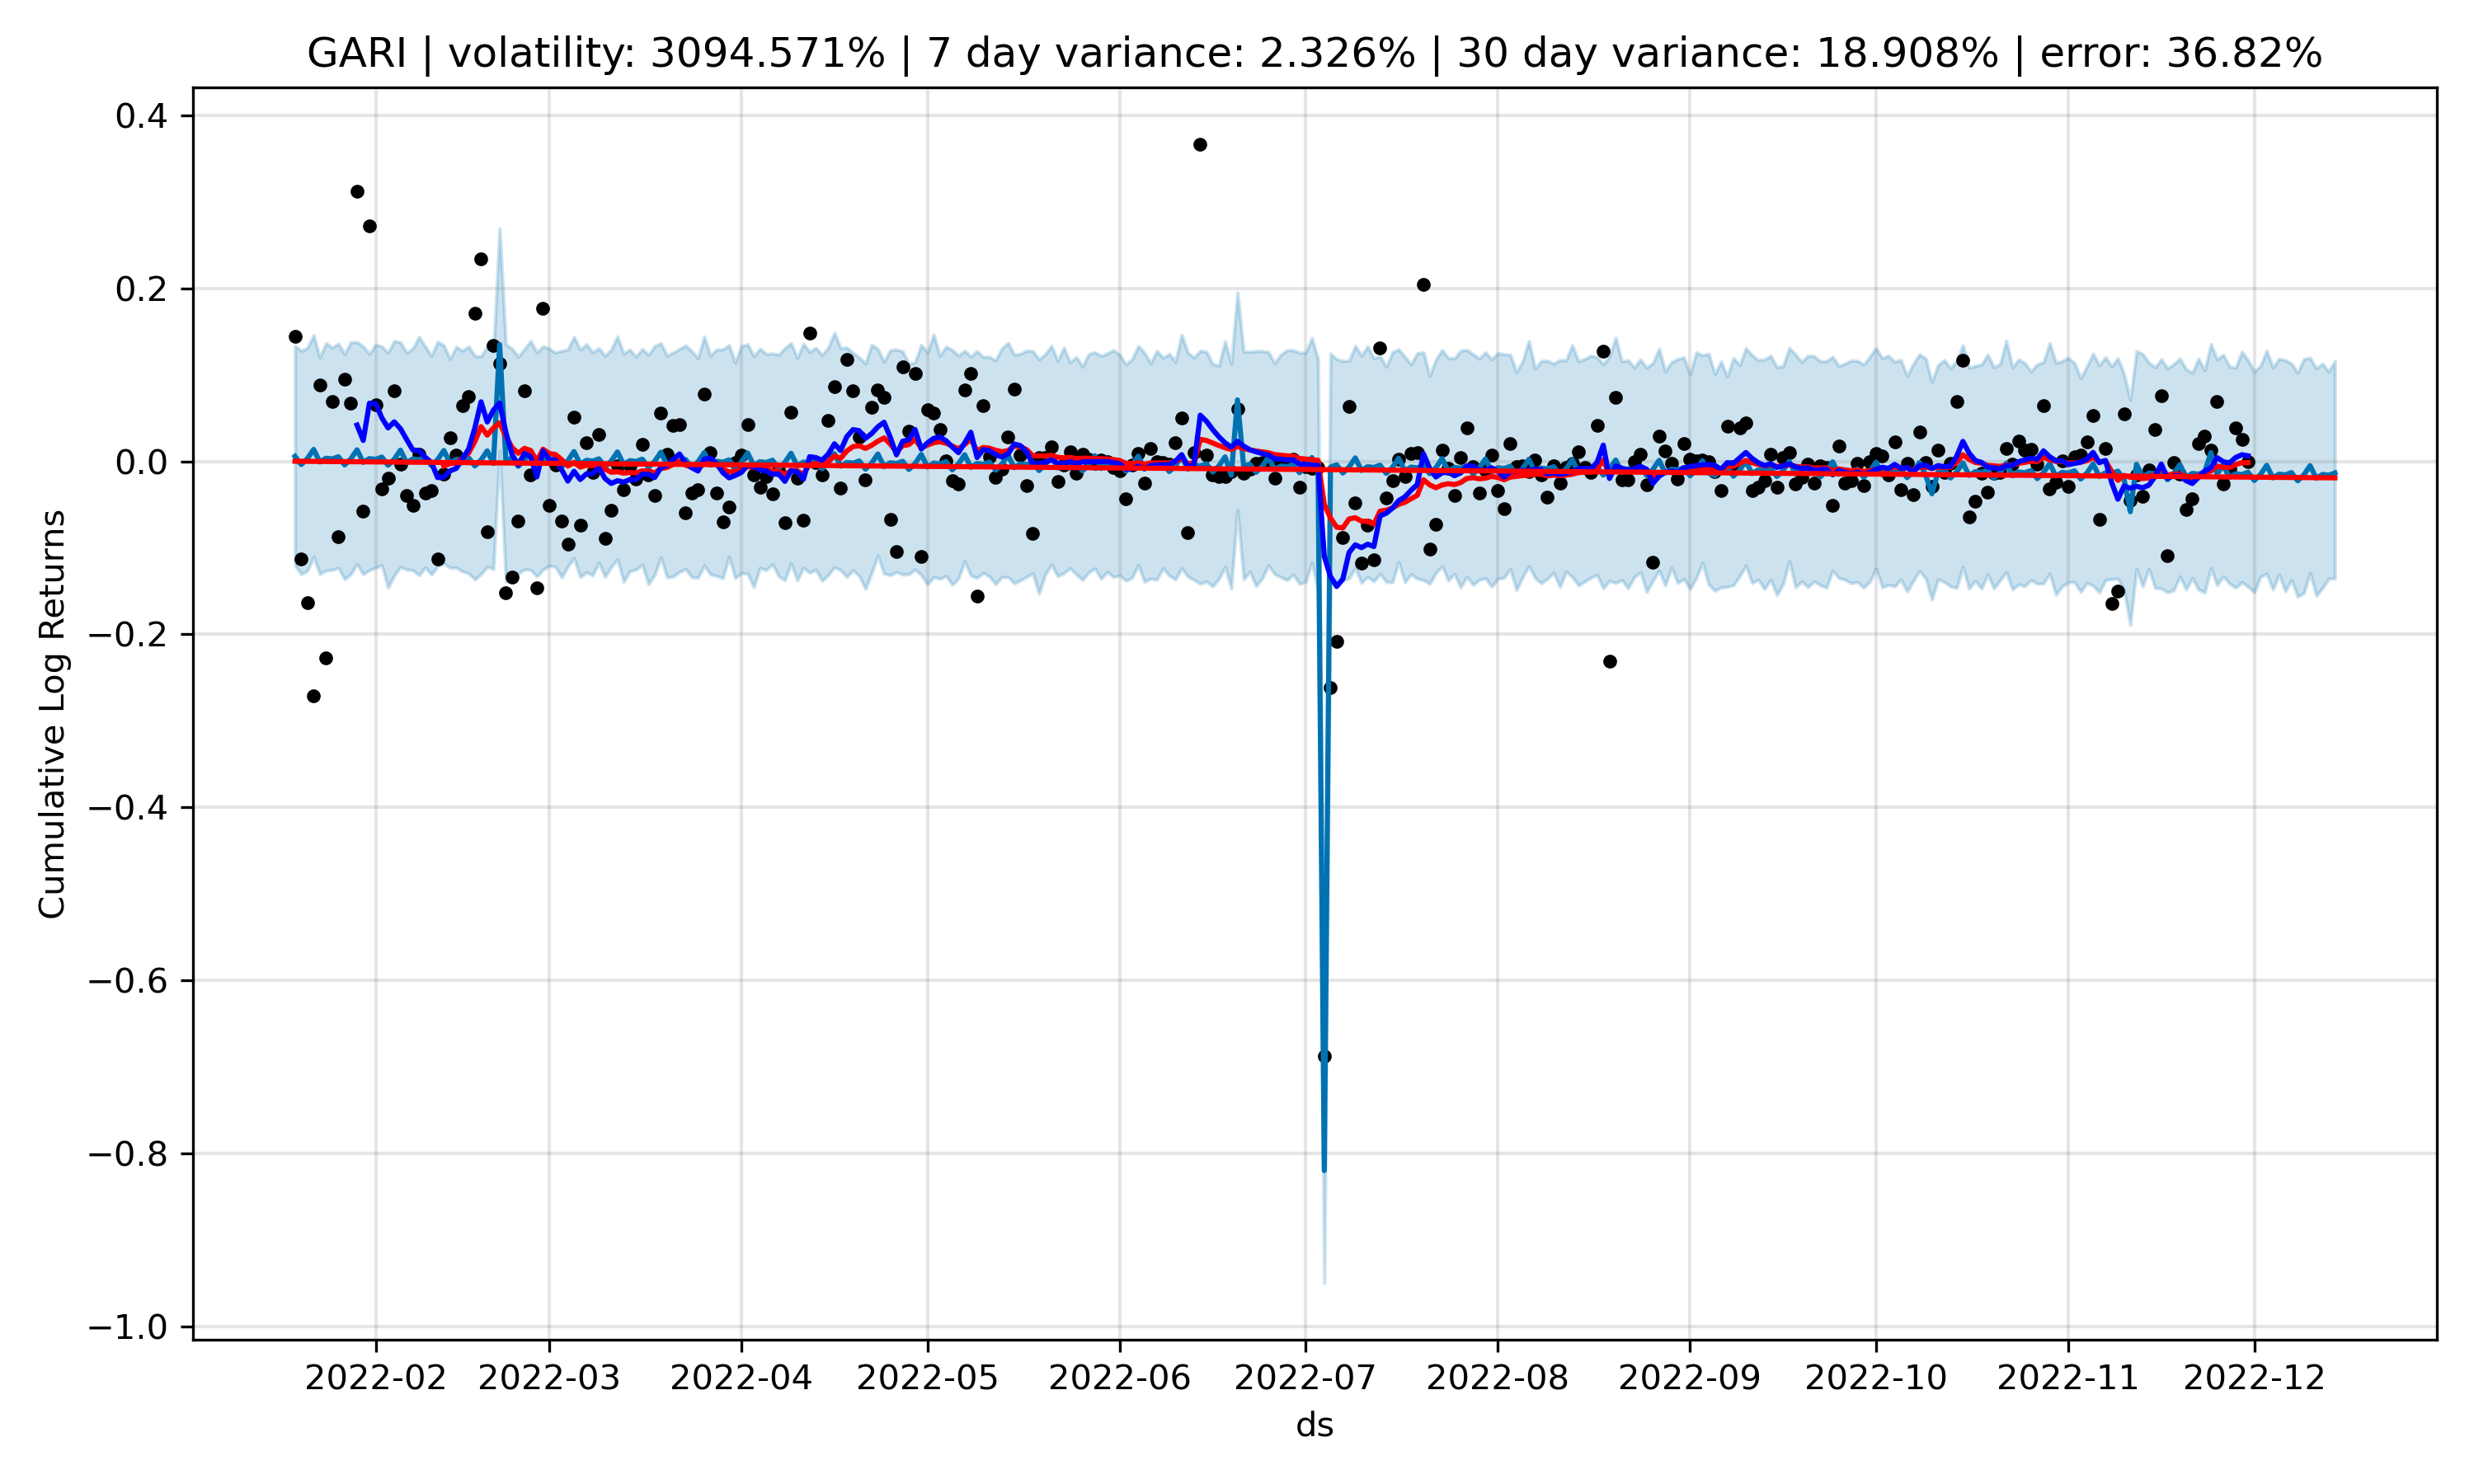 GARI | volatility: 3094.571% | 7 day variance: 2.326% | 30 day variance: 18.908% | error: 36.82%
0.4
0.2
0.0
−0.2
−0.4
−0.6
−0.8
−1.0
Cumulative Log Returns
2022-02 2022-03 2022-04 2022-05 2022-06 2022-07 2022-08 2022-09 2022-10 2022-11 2022-12
ds